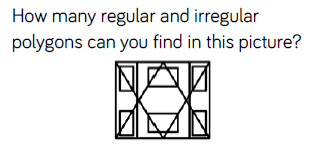 How many regular and irregular
polygons can you find in this picture?